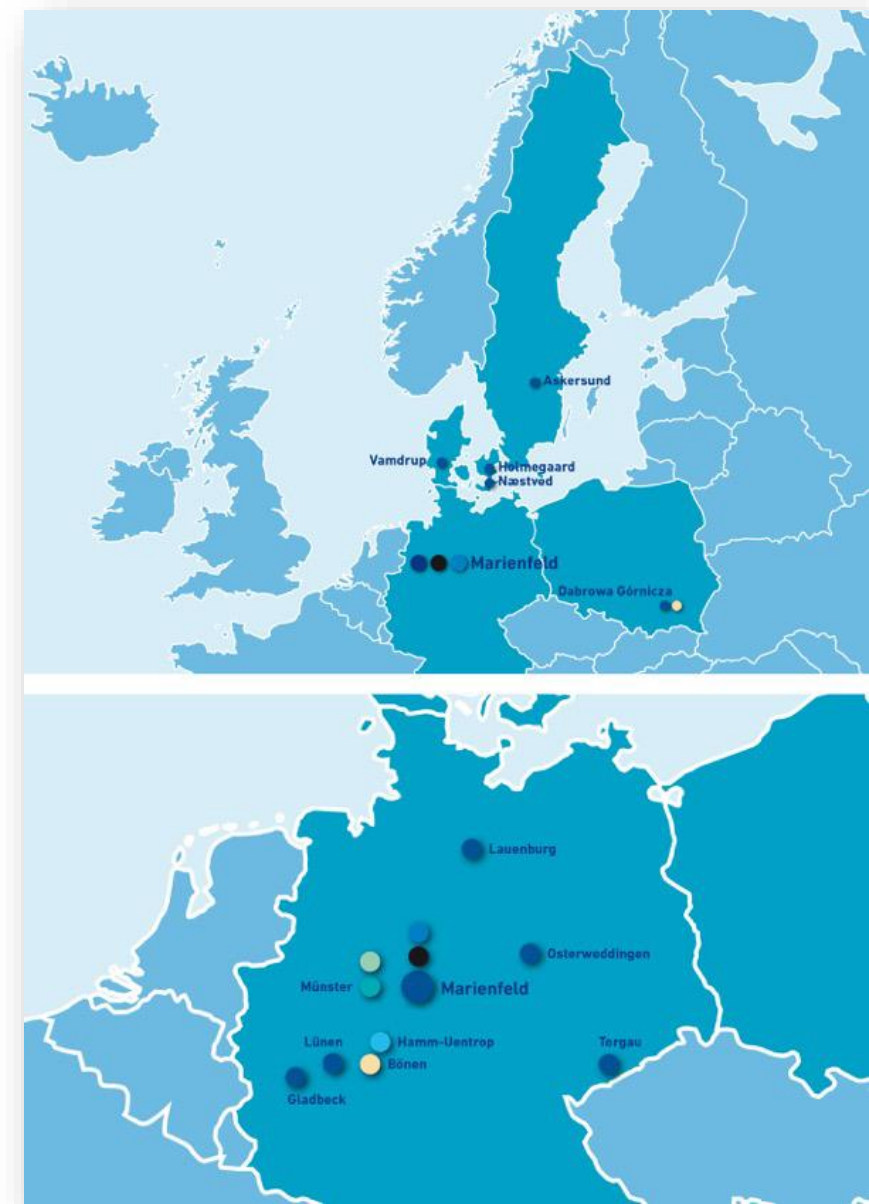 Askersund
Vamdrup
Holmegaard
Næstved
Marienfeld
Dabrowa Górnicza
Lauenburg
Osterweddingen
Münster
Marienfeld
Lünen
Hamm-Uentrop
Torgau
Bönen
Gladbeck